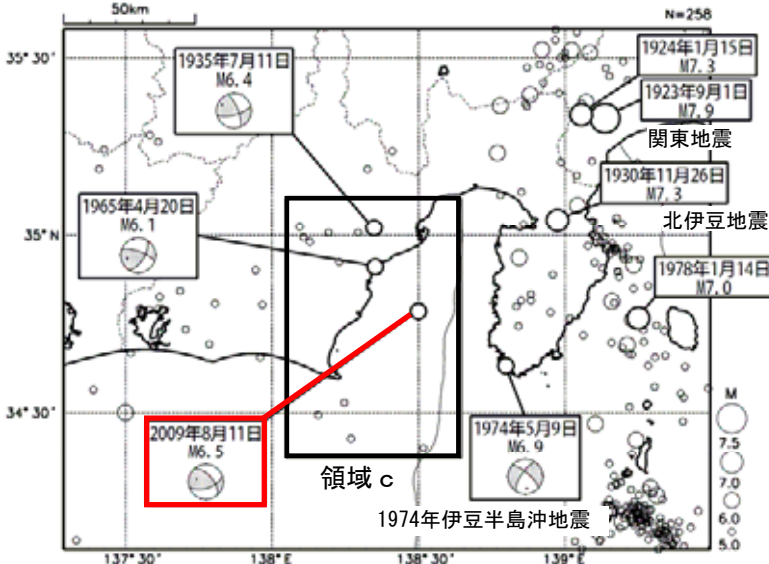 50km
N=258
35°30'
35°N
34°30'
137°30'
138°E
138°30'
139°E
1935年7月11日
M6.4
1924年1月15日
M7.3
1923年9月1日
M7.9
関東地震
1930年11月26日
M7.3
北伊豆地震
1965年4月20日
M6.1
1978年1月14日
M7.0
2009年8月11日
M6.5
1974年5月9日
M6.9
領域 c
1974年伊豆半島沖地震
M
7.5
7.0
6.0
5.0